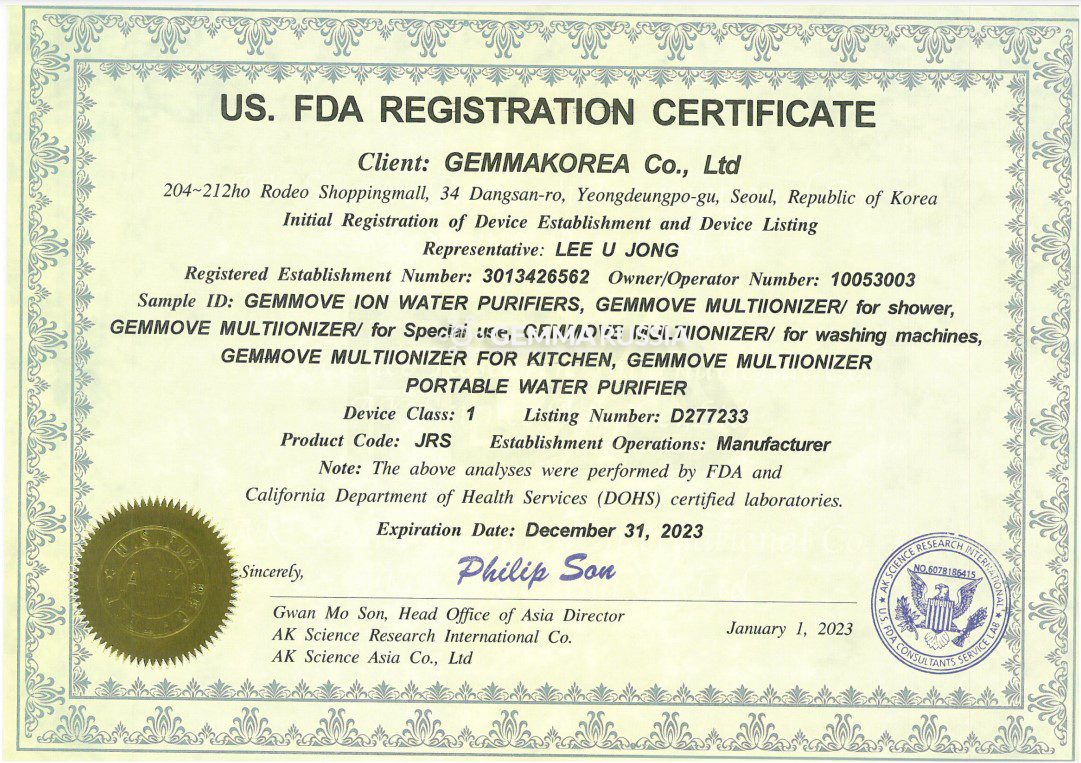 US. FDA REGISTRATION CERTIFICATE
Client: GEMMAKOREA Co., Ltd
204~212ho Rodeo Shoppingmall, 34 Dangsan-ro, Yeongdeungpo-gu, Seoul, Republic of Korea
Initial Registration of Device Establishment and Device Listing
Representative: LEE U JONG
Registered Establishment Number: 3013426562 Owner/Operator Number: 10053003
Sample ID: GEMMOVE ION WATER PURIFIERS, GEMMOVE MULTIIONIZER/ for shower,
GEMMOVE MULTIIONIZER/ for Special use, GEMMOVE MULTIIONIZER/ for washing machines,
GEMMA RUSSIA
GEMMOVE MULTIIONIZER FOR KITCHEN, GEMMOVE MULTIIONIZER
PORTABLE WATER PURIFIER
Device Class: 1 Listing Number: D277233
Product Code: JRS Establishment Operations: Manufacturer
Note: The above analyses were performed by FDA and
California Department of Health Services (DOHS) certified laboratories.
Expiration Date: December 31, 2023
U.S. FDA
Sincerely,
Philip Son
Gwan Mo Son, Head Office of Asia Director
AK Science Research International Co.
AK Science Asia Co., Ltd
January 1, 2023
AK SCIENCE RESEARCH INTERNATIONAL
NO.6078186415
U.S FDA CONSULTANTS SERVICE LAB